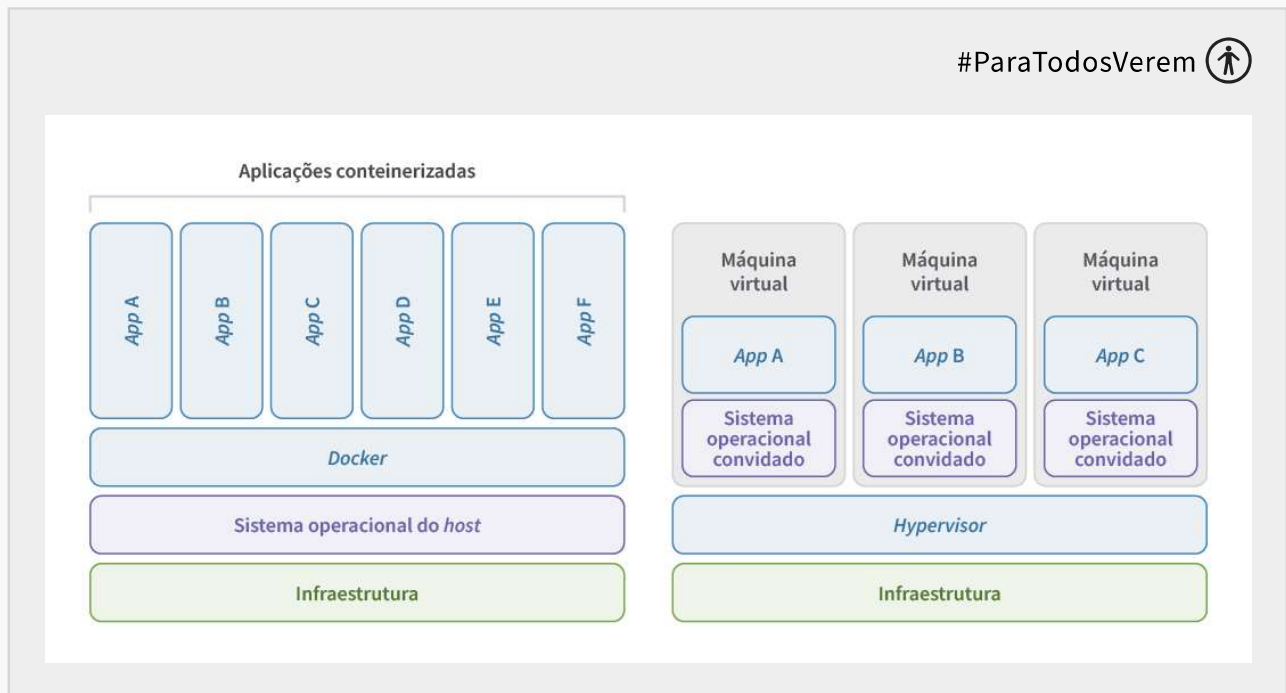 #ParaTodosVerem
Aplicações conteinerizadas
App A
App B
App C
App D
App E
App F
Docker
Sistema operacional do host
Infraestrutura
Máquina
virtual
App A
Sistema
operacional
convidado
Máquina
virtual
App B
Sistema
operacional
convidado
Máquina
virtual
App C
Sistema
operacional
convidado
Hypervisor
Infraestrutura